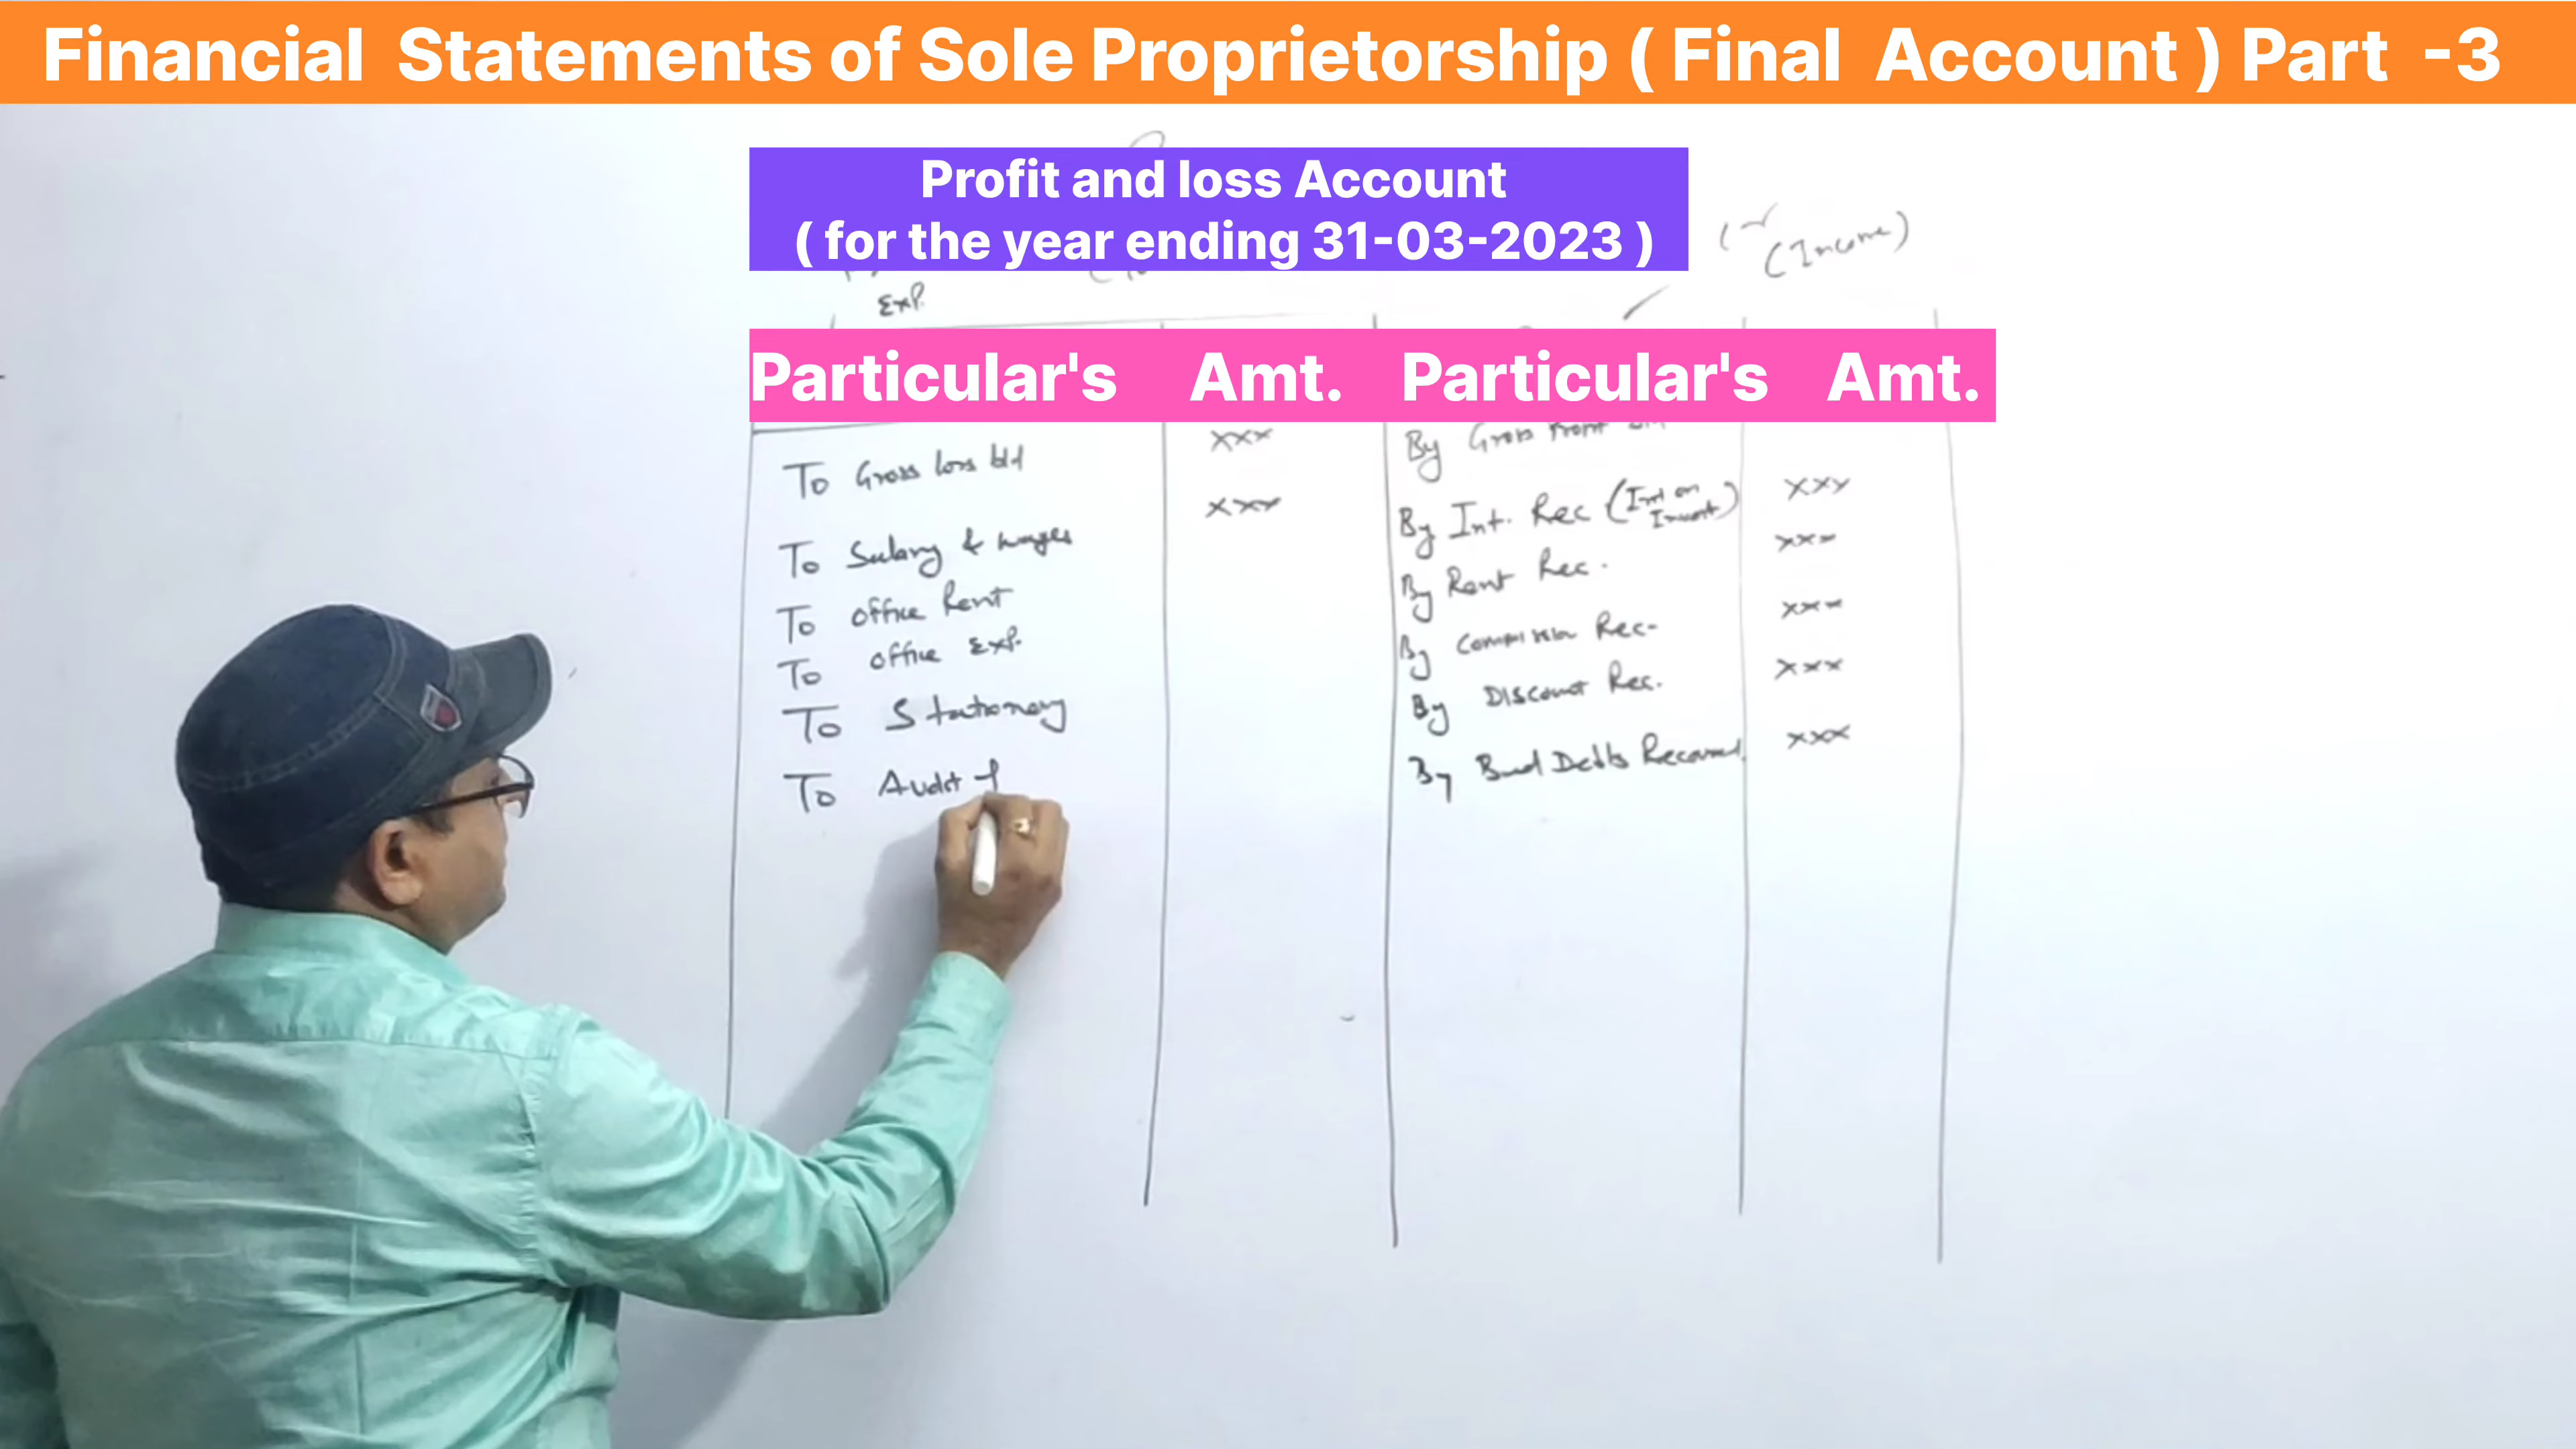 Financial Statements of Sole Proprietorship ( Final Account ) Part -3
Profit and loss Account
( for the year ending 31-03-2023 )
(Income)
Exp.
Particular's Amt. Particular's Amt.
To Gross loss b/d xxx By Gross
To Salary & wages xxx By Int. Rec (Int on xxx
To office Rent By Rent Rec. xxx
To office Exp. By Commission Rec- xxx
To Stationary By Discount Rec. xxx
To Audit f By Bad Debts Recovered. xxx